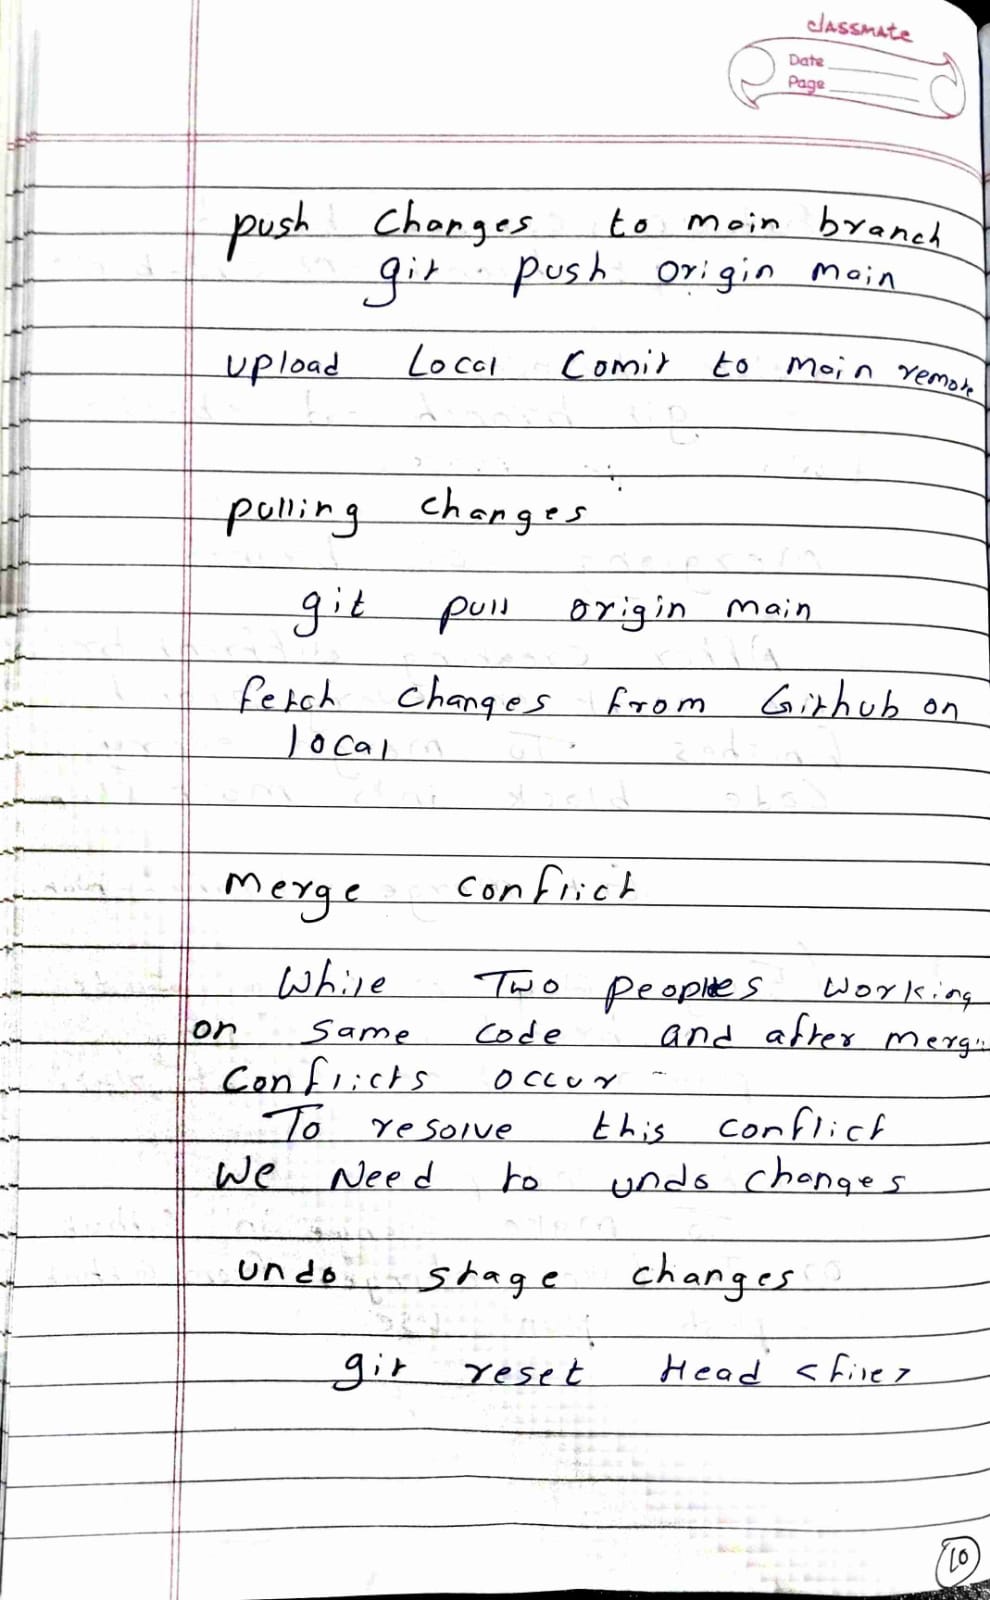 classmate
Date
Page
push changes to main branch
git push origin main
upload Local Comit to main remote
pulling changes
git pull origin main
fetch changes from Github on
local
merge conflict
While Two peoples working
on same code and after merg
Conflicts occur
To resolve this conflict
We Need to undo changes
undo stage changes
git reset Head <file>
10